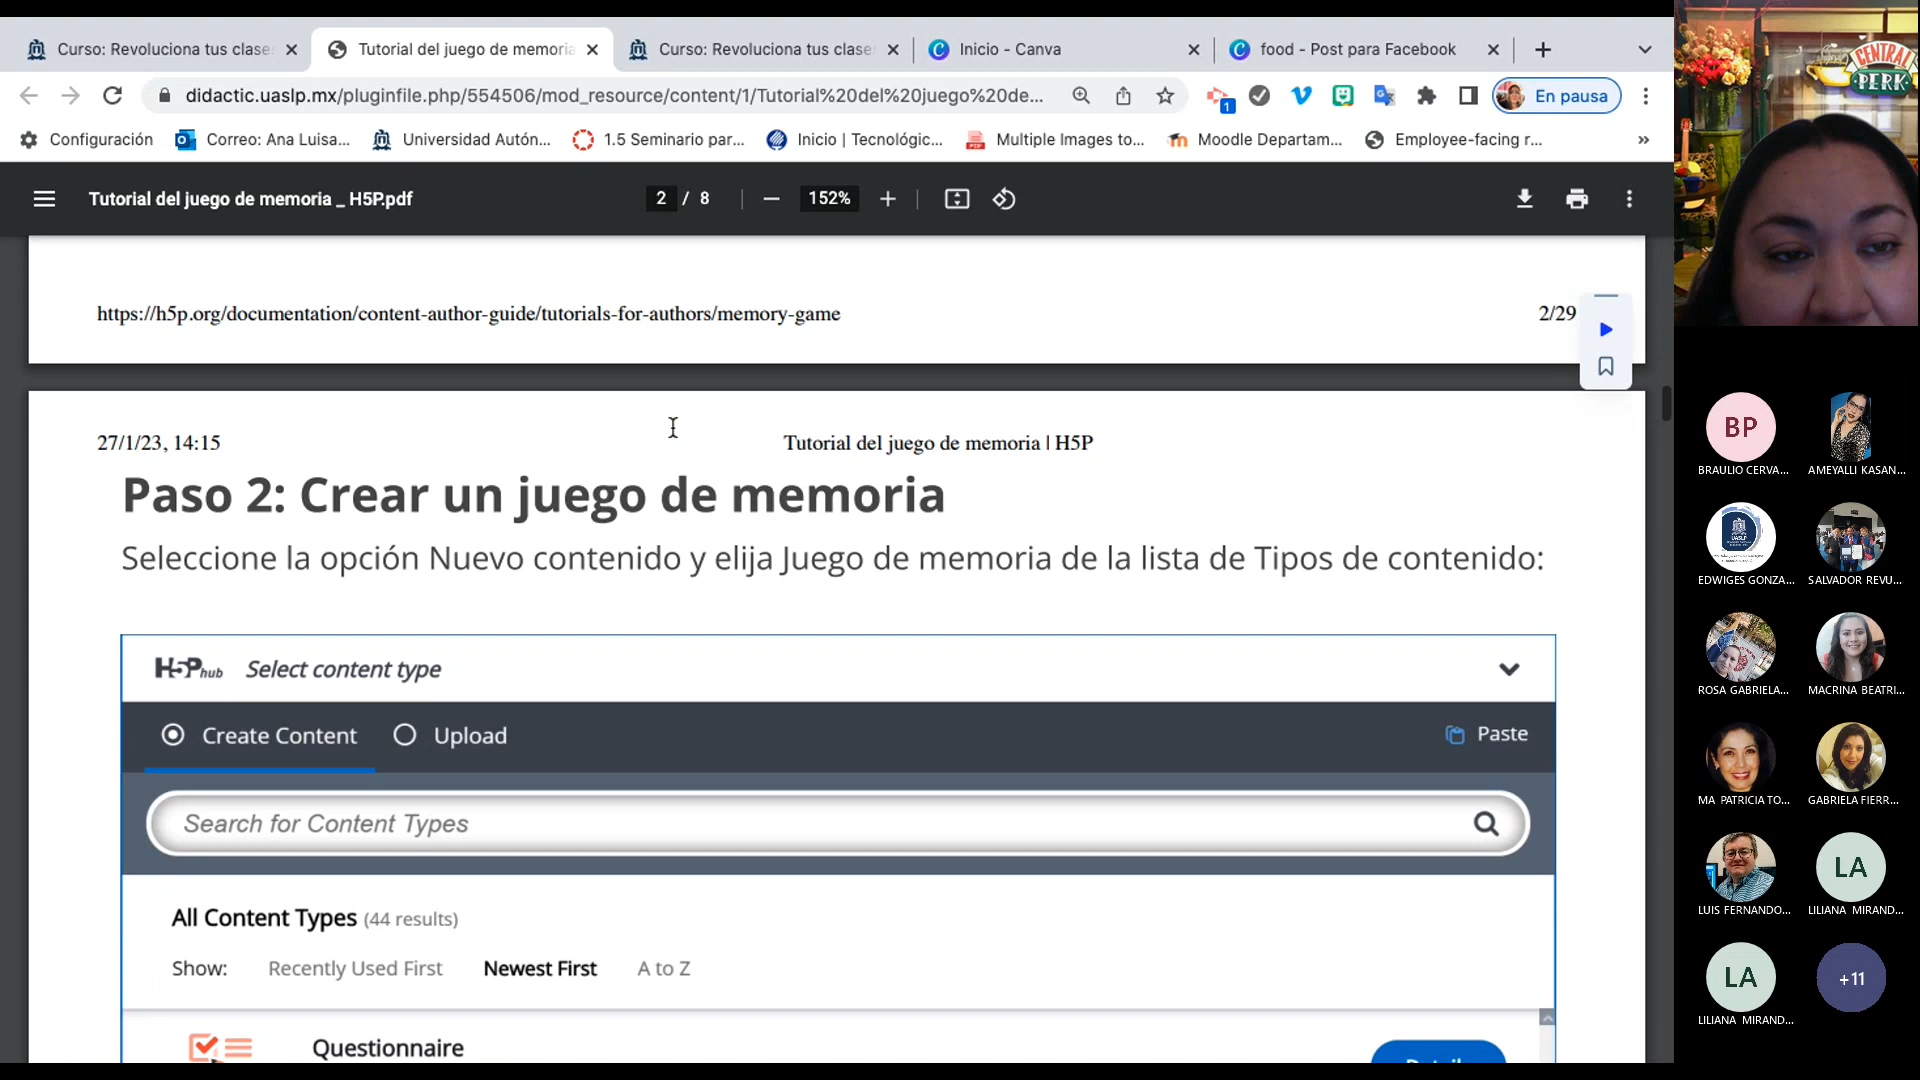 Curso: Revoluciona tus clase
Tutorial del juego de memoria
Curso: Revoluciona tus clase
Inicio - Canva
food - Post para Facebook
didactic.uaslp.mx/pluginfile.php/554506/mod_resource/content/1/Tutorial%20del%20juego%20de...
1
En pausa
Configuración
Correo: Ana Luisa...
Universidad Autón...
1.5 Seminario par...
Inicio | Tecnológic...
Multiple Images to...
Moodle Departam...
Employee-facing r...
Tutorial del juego de memoria _ H5P.pdf
2 / 8
152%
https://h5p.org/documentation/content-author-guide/tutorials-for-authors/memory-game
2/29
27/1/23, 14:15
Tutorial del juego de memoria | H5P
Paso 2: Crear un juego de memoria
Seleccione la opción Nuevo contenido y elija Juego de memoria de la lista de Tipos de contenido:
H5P hub Select content type
Create Content
Upload
Paste
Search for Content Types
All Content Types (44 results)
Show: Recently Used First Newest First A to Z
Questionnaire
CENTRAL
PERK
BP
BRAULIO CERVA...
AMEYALLI KASAN...
UASLP
EDWIGES GONZA...
SALVADOR REVU...
ROSA GABRIELA...
MACRINA BEATRI...
MA PATRICIA TO...
GABRIELA FIERR...
LUIS FERNANDO...
LA
LILIANA MIRAND...
LA
LILIANA MIRAND...
+11